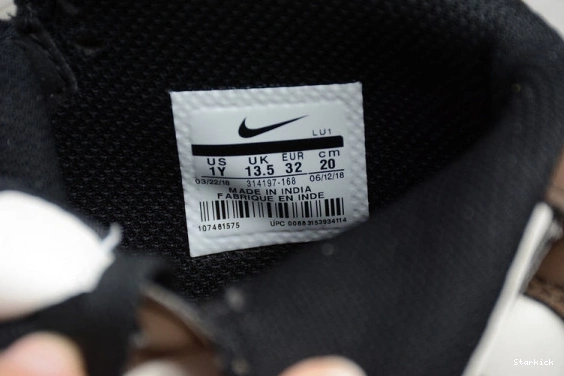 LU1
US UK EUR cm
1Y 13.5 32 20
03/22/18 314197-168 06/12/18
MADE IN INDIA
FABRIQUE EN INDE
107461575 UPC 00883153934114
Starkick